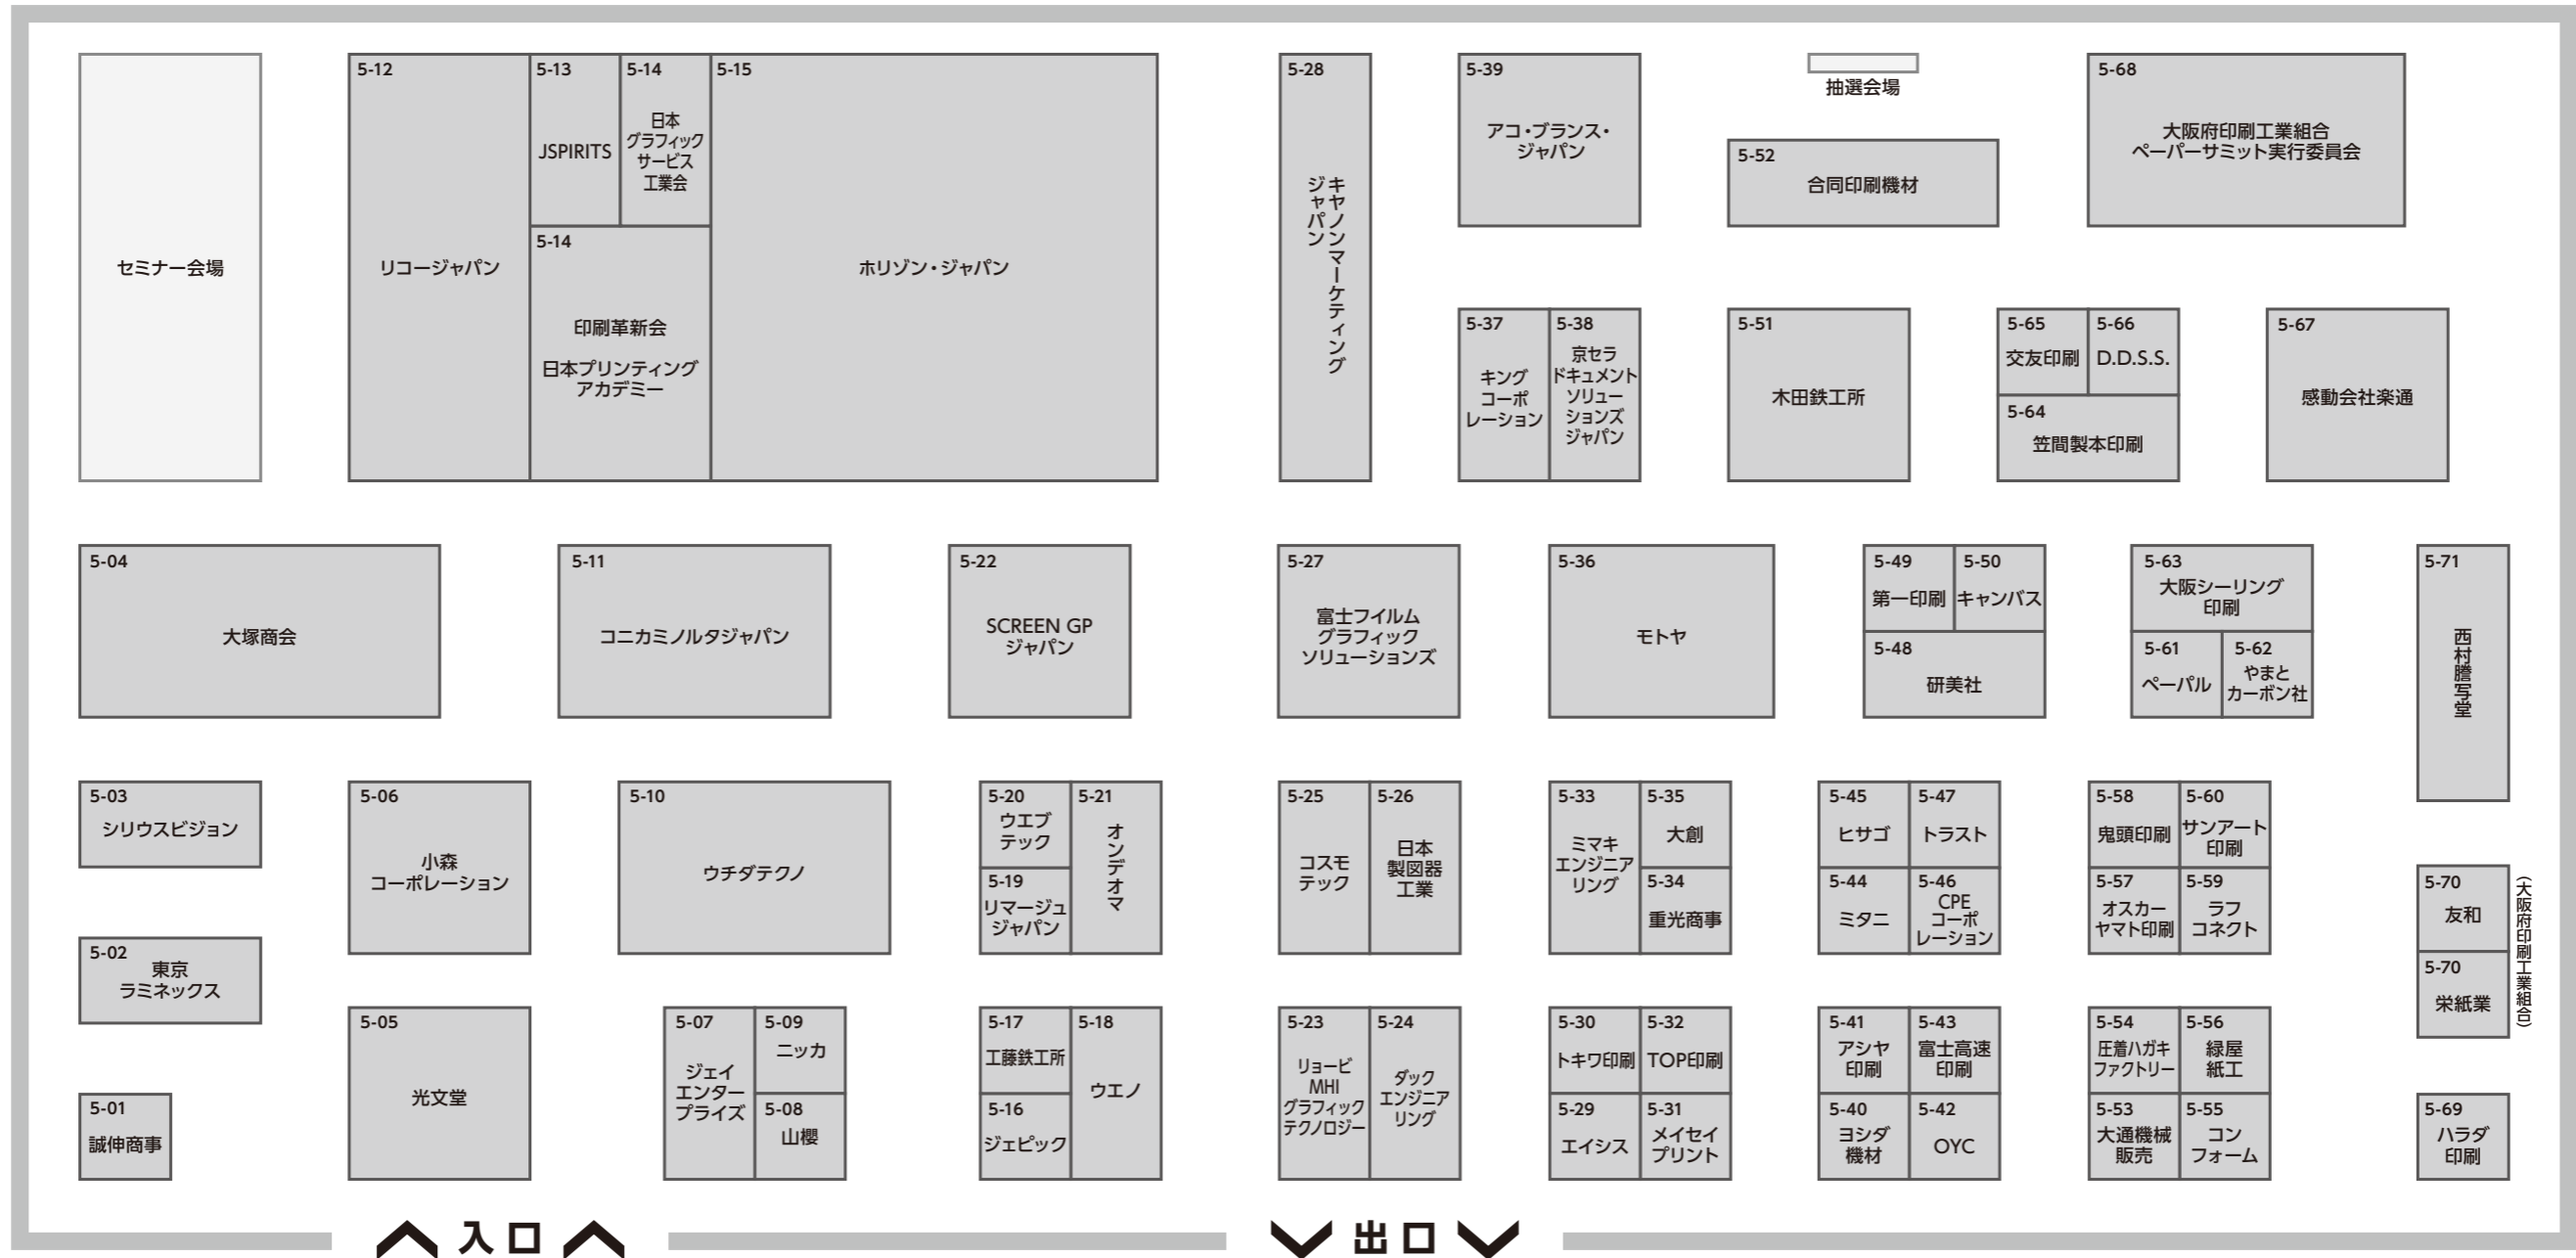 セミナー会場
5-12
リコージャパン
5-13
JSPIRITS
5-14
日本
グラフィック
サービス
工業会
5-14
印刷革新会
日本プリンティング
アカデミー
5-15
ホリゾン・ジャパン
5-28
キヤノンマーケティング
ジャパン
5-39
アコ・ブランス・
ジャパン
抽選会場
5-52
合同印刷機材
5-68
大阪府印刷工業組合
ペーパーサミット実行委員会
5-37
キング
コーポ
レーション
5-38
京セラ
ドキュメント
ソリュー
ションズ
ジャパン
5-51
木田鉄工所
5-65
交友印刷
5-66
D.D.S.S.
5-64
笠間製本印刷
5-67
感動会社楽通
5-04
大塚商会
5-11
コニカミノルタジャパン
5-22
SCREEN GP
ジャパン
5-27
富士フイルム
グラフィック
ソリューションズ
5-36
モトヤ
5-49
第一印刷
5-50
キャンバス
5-48
研美社
5-63
大阪シーリング
印刷
5-61
ペーパル
5-62
やまと
カーボン社
5-71
西村謄写堂
5-03
シリウスビジョン
5-06
小森
コーポレーション
5-10
ウチダテクノ
5-20
ウエブ
テック
5-21
オンデオマ
5-19
リマージュ
ジャパン
5-25
コスモ
テック
5-26
日本
製図器
工業
5-33
ミマキ
エンジニア
リング
5-35
大創
5-34
重光商事
5-45
ヒサゴ
5-47
トラスト
5-44
ミタニ
5-46
CPE
コーポ
レーション
5-58
鬼頭印刷
5-60
サンアート
印刷
5-57
オスカー
ヤマト印刷
5-59
ラフ
コネクト
5-70
友和
5-70
栄紙業
（大阪府印刷工業組合）
5-02
東京
ラミネックス
5-05
光文堂
5-07
ジェイ
エンター
プライズ
5-09
ニッカ
5-08
山櫻
5-17
工藤鉄工所
5-18
ウエノ
5-16
ジェピック
5-23
リョービ
MHI
グラフィック
テクノロジー
5-24
ダック
エンジニア
リング
5-30
トキワ印刷
5-32
TOP印刷
5-29
エイシス
5-31
メイセイ
プリント
5-41
アシヤ
印刷
5-43
富士高速
印刷
5-40
ヨシダ
機材
5-42
OYC
5-54
圧着ハガキ
ファクトリー
5-56
緑屋
紙工
5-53
大通機械
販売
5-55
コン
フォーム
5-01
誠伸商事
5-69
ハラダ
印刷
入口
出口